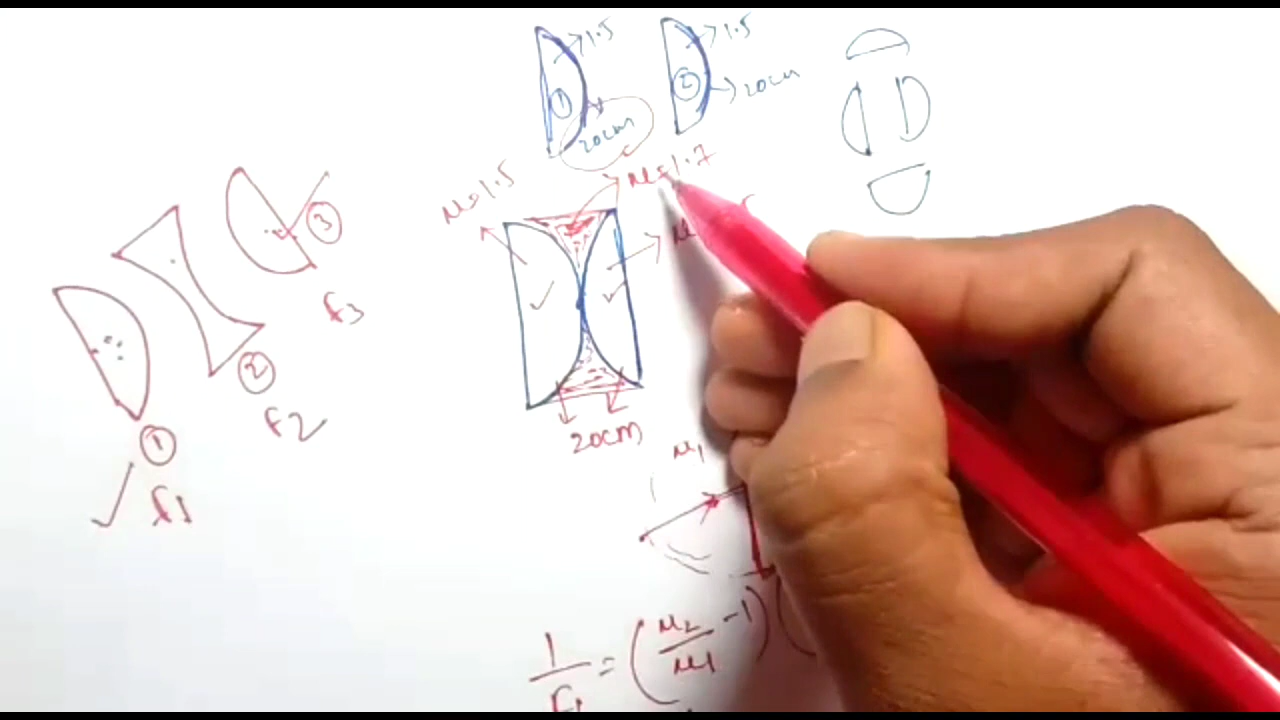 1.5
1.5
①
②
20cm
20cm
μ=1.5
μ=1.7
③
f3
②
f2
20cm
①
f1
μ1
1/f1 = (μ2/μ1 - 1)(